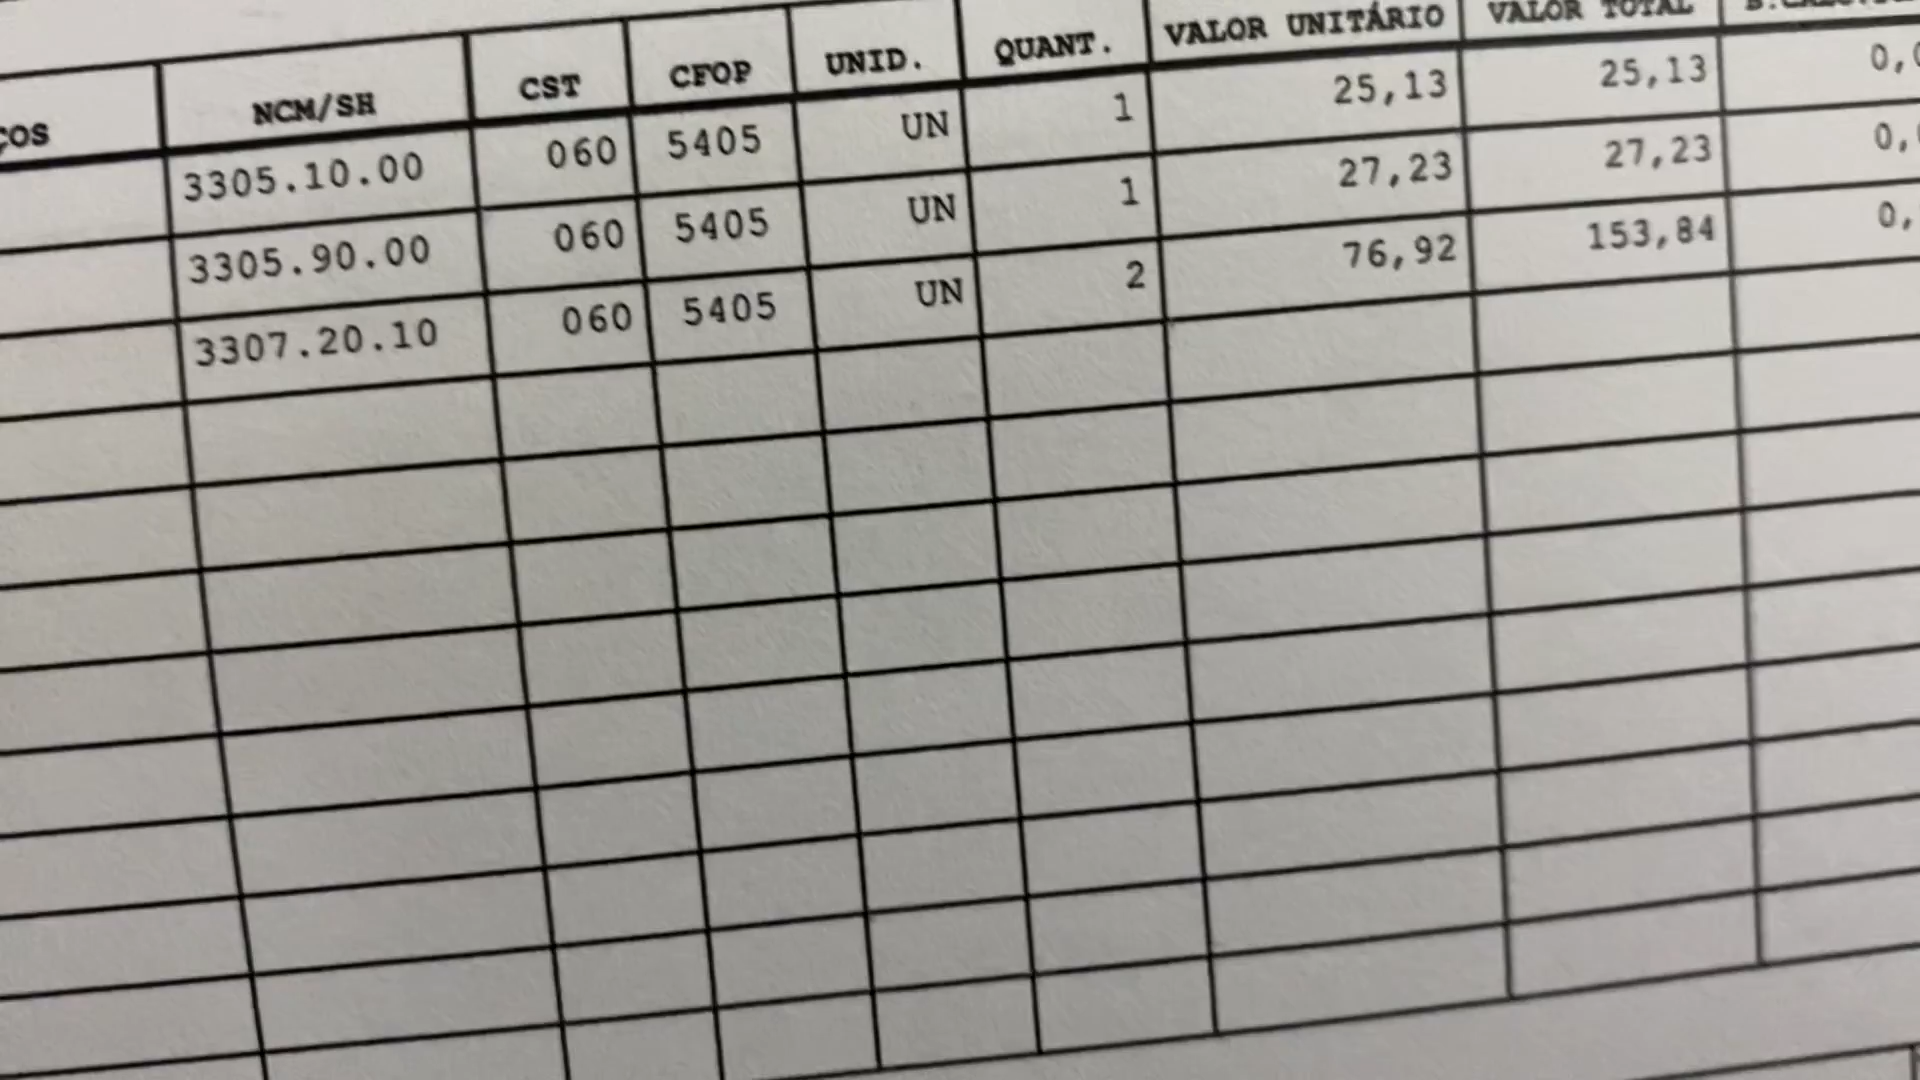 NCM/SH CST CFOP UNID. QUANT. VALOR UNITÁRIO VALOR TOTAL
3305.10.00 060 5405 UN 1 25,13 25,13
3305.90.00 060 5405 UN 1 27,23 27,23
3307.20.10 060 5405 UN 2 76,92 153,84